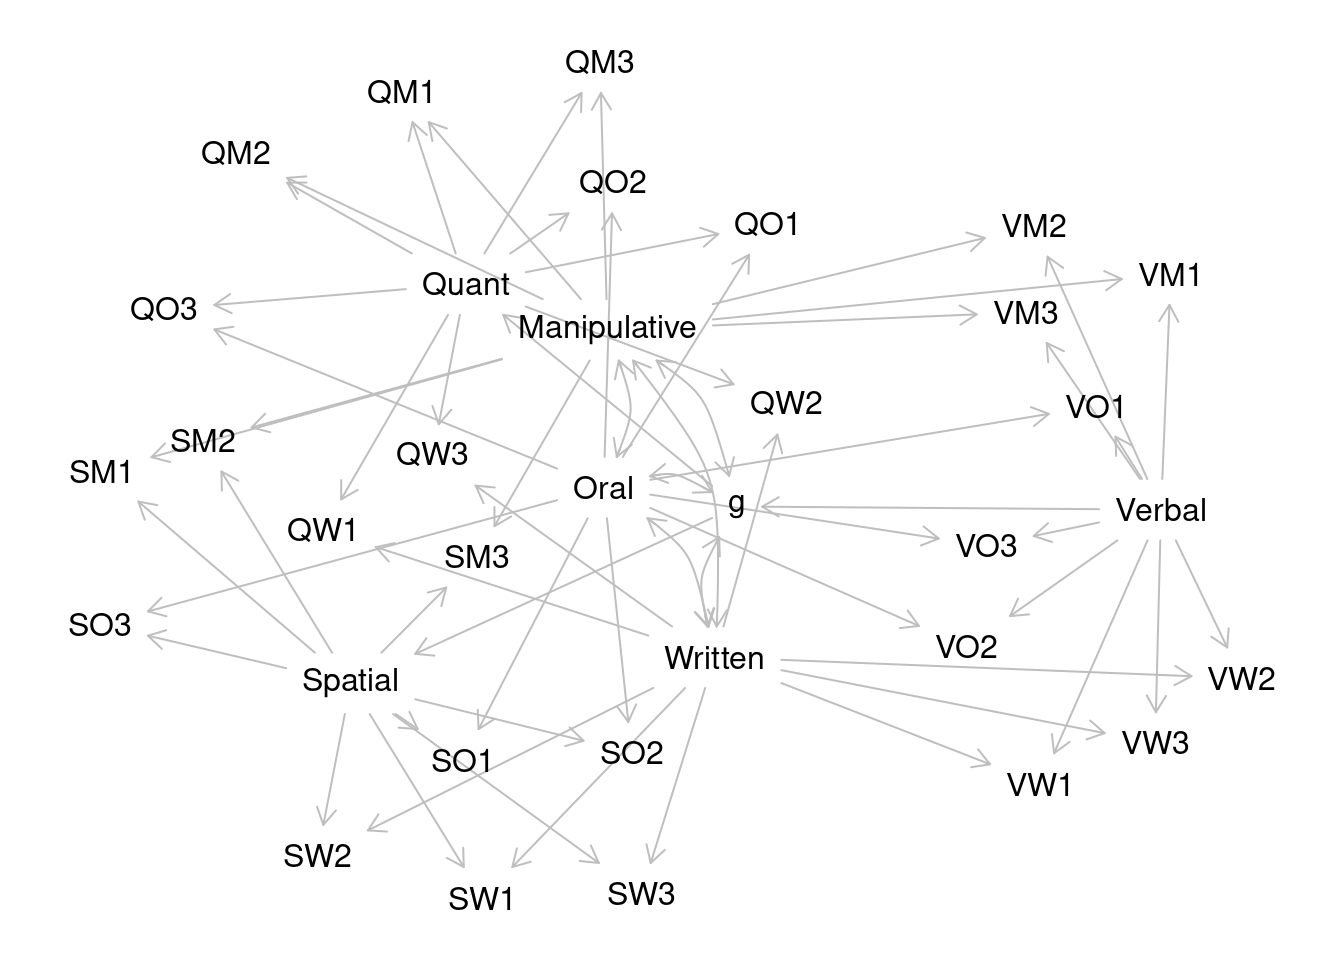 QM3
QM1
QM2
QO2
QO1
VM2
VM1
Quant
QO3
VM3
Manipulative
QW2
VO1
SM2
QW3
SM1
Oral
g
Verbal
QW1
VO3
SM3
SO3
VO2
Written
Spatial
VW2
VW3
SO2
SO1
VW1
SW2
SW3
SW1